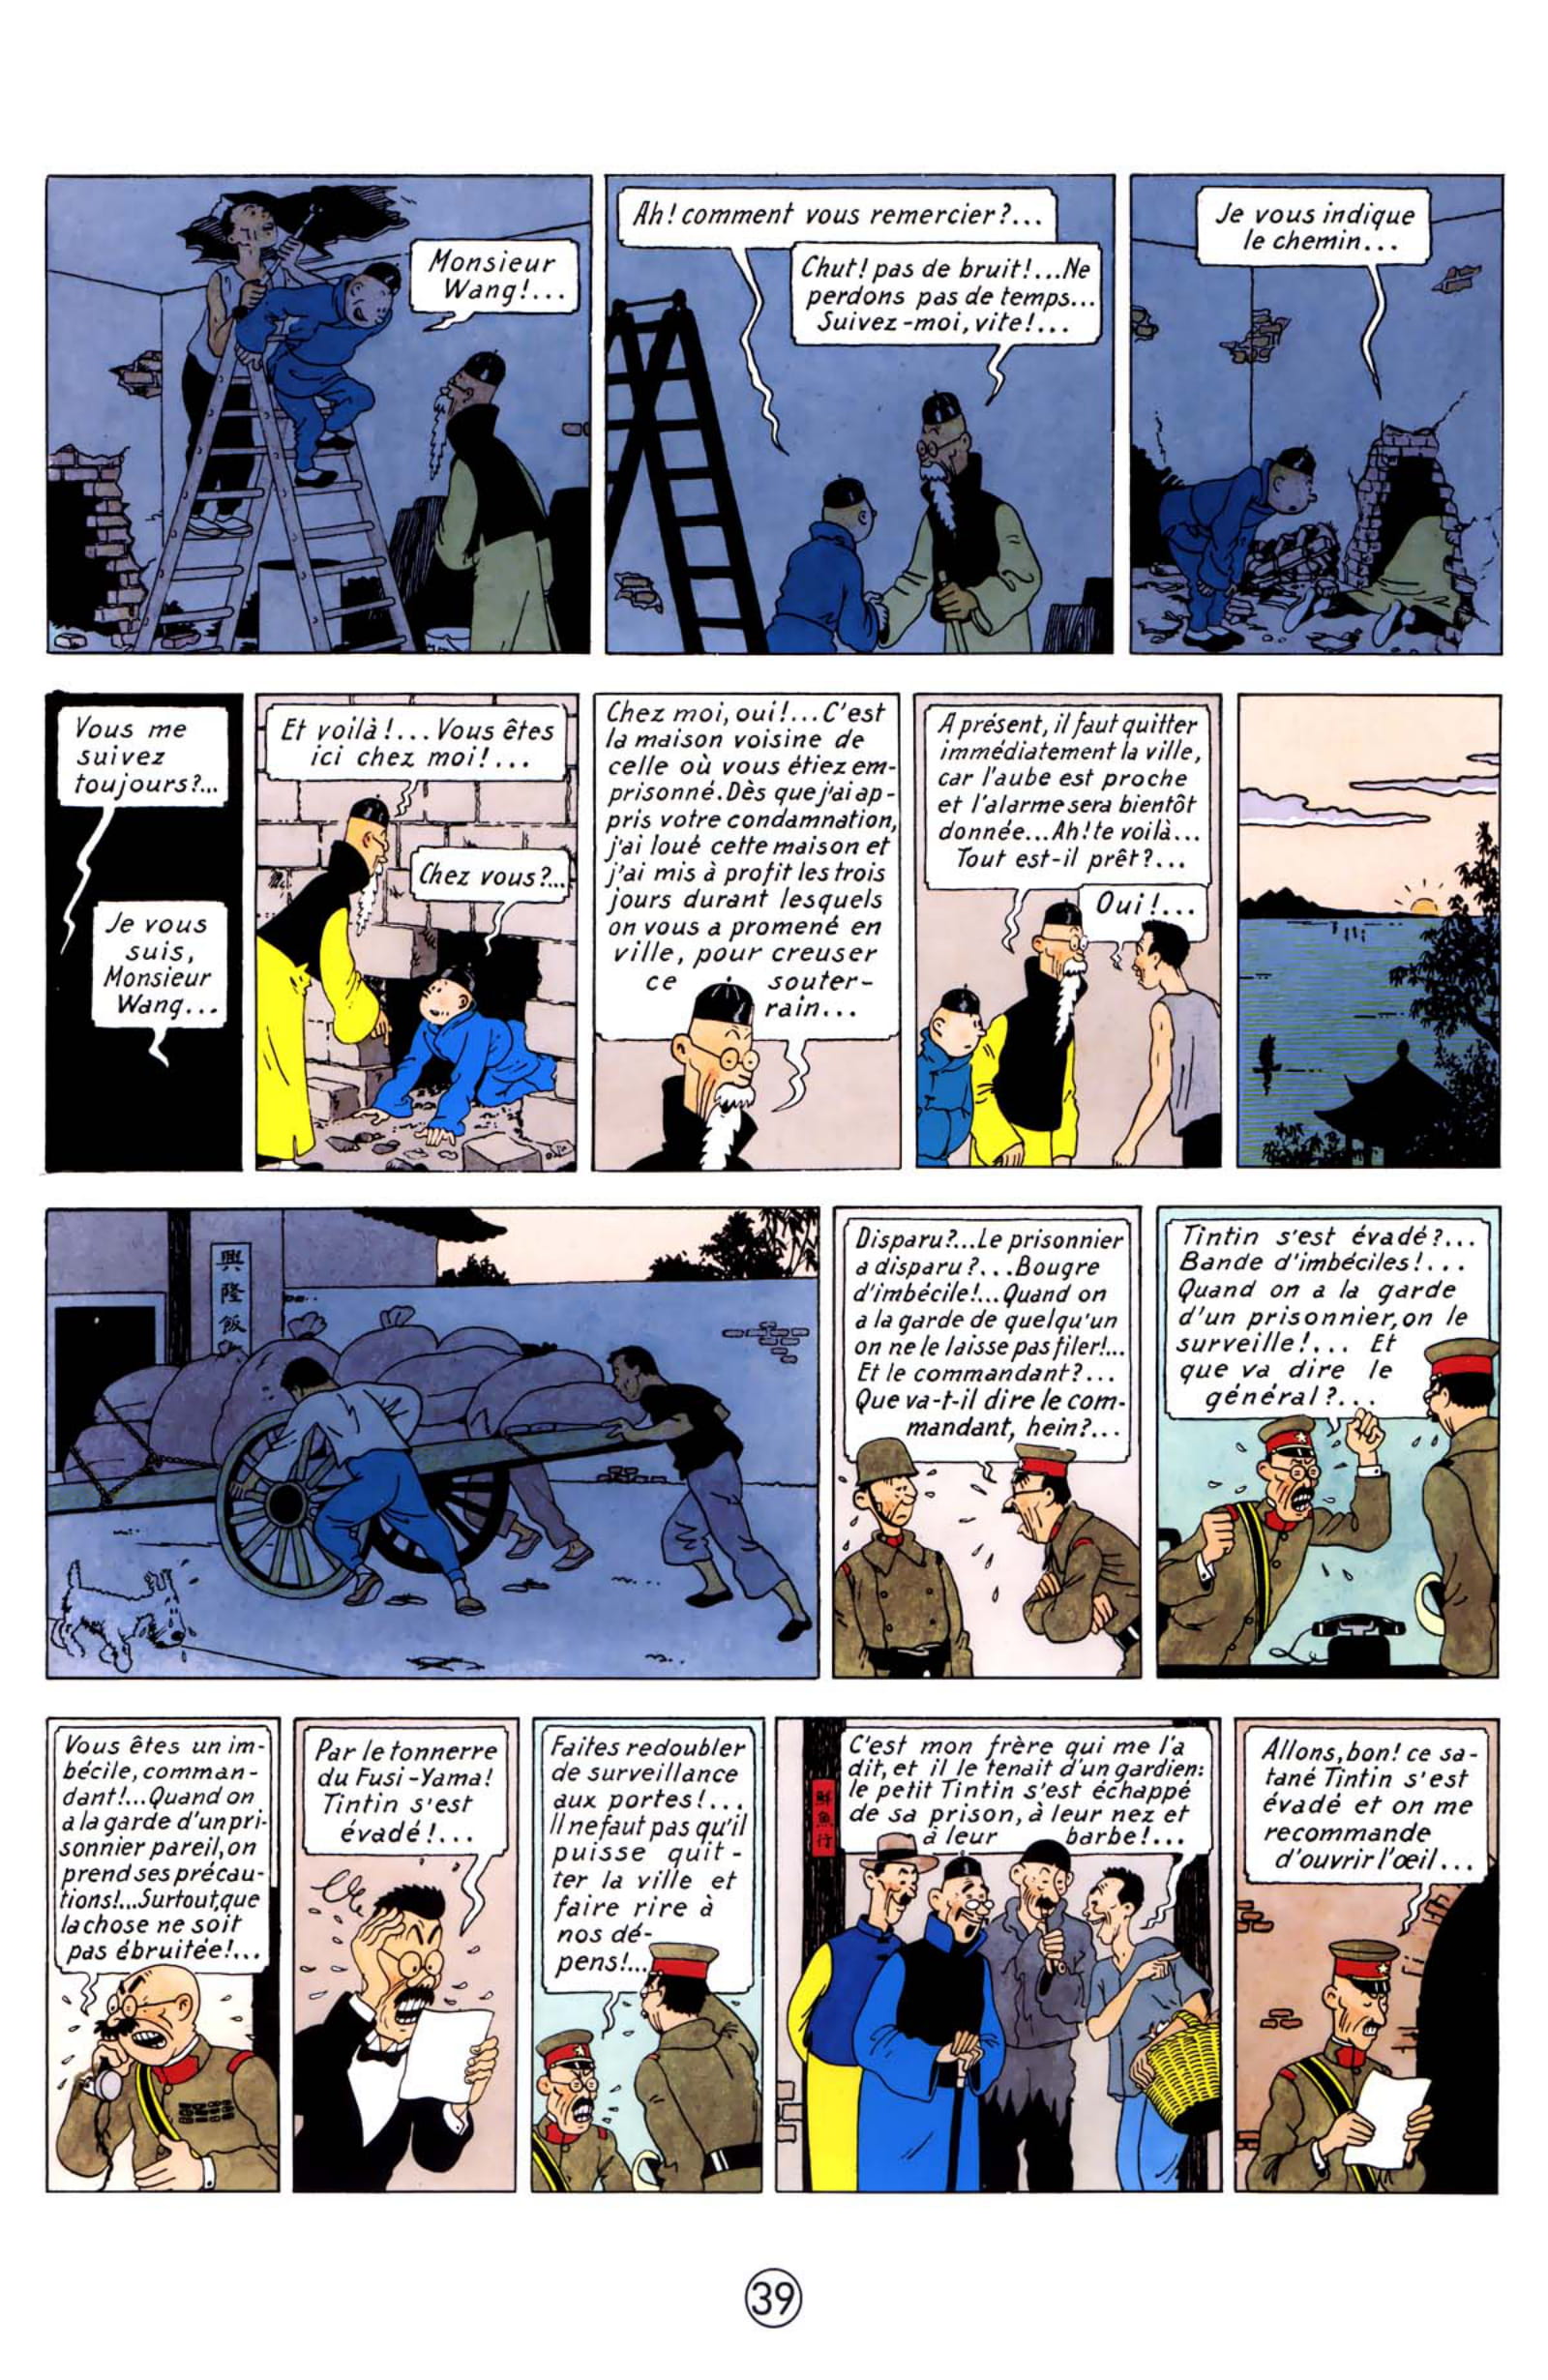 Monsieur
Wang!...
Ah! comment vous remercier?...
Chut! pas de bruit!...Ne
perdons pas de temps...
Suivez-moi, vite!...
Je vous indique
le chemin...
Vous me
suivez
toujours?...
Je vous
suis,
Monsieur
Wang...
Et voilà!...Vous êtes
ici chez moi!...
Chez vous?...
Chez moi, oui!...C'est
la maison voisine de
celle où vous étiez em-
prisonné. Dès que j'ai ap-
pris votre condamnation,
j'ai loué cette maison et
j'ai mis à profit les trois
jours durant lesquels
on vous a promené en
ville, pour creuser
ce souter-
rain...
A présent, il faut quitter
immédiatement la ville,
car l'aube est proche
et l'alarme sera bientôt
donnée...Ah! te voilà...
Tout est-il prêt?...
Oui!...
興
隆
飯
Disparu?...Le prisonnier
a disparu?...Bougre
d'imbécile!...Quand on
a la garde de quelqu'un
on ne le laisse pas filer!...
Et le commandant?...
Que va-t-il dire le com-
mandant, hein?...
Tintin s'est évadé?...
Bande d'imbéciles!...
Quand on a la garde
d'un prisonnier, on le
surveille!... Et
que va dire le
général?...
Vous êtes un im-
bécile, comman-
dant!...Quand on
a la garde d'un pri-
sonnier pareil, on
prend ses précau-
tions!...Surtout, que
la chose ne soit
pas ébruitée!...
Par le tonnerre
du Fusi-Yama!
Tintin s'est
évadé!...
Faites redoubler
de surveillance
aux portes!...
Il ne faut pas qu'il
puisse quit-
ter la ville et
faire rire à
nos dé-
pens!...
C'est mon frère qui me l'a
dit, et il le tenait d'un gardien:
le petit Tintin s'est échappé
de sa prison, à leur nez et
à leur barbe!...
鮮
魚
行
Allons, bon! ce sa-
tané Tintin s'est
évadé et on me
recommande
d'ouvrir l'œil...
39